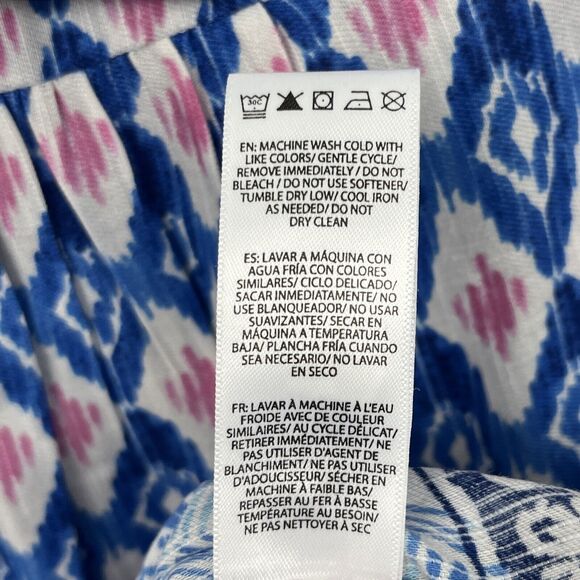 30C
EN: MACHINE WASH COLD WITH
LIKE COLORS/ GENTLE CYCLE/
REMOVE IMMEDIATELY / DO NOT
BLEACH / DO NOT USE SOFTENER/
TUMBLE DRY LOW/ COOL IRON
AS NEEDED/ DO NOT
DRY CLEAN
ES: LAVAR A MÁQUINA CON
AGUA FRÍA CON COLORES
SIMILARES/ CICLO DELICADO/
SACAR INMEDIATAMENTE/ NO
USE BLANQUEADOR/ NO USAR
SUAVIZANTES/ SECAR EN
MÁQUINA A TEMPERATURA
BAJA/ PLANCHA FRÍA CUANDO
SEA NECESARIO/ NO LAVAR
EN SECO
FR: LAVAR À MACHINE À L'EAU
FROIDE AVEC DE COULEUR
SIMILAIRES/ AU CYCLE DÉLICAT/
RETIRER IMMÉDIATEMENT/ NE
PAS UTILISER D'AGENT DE
BLANCHIMENT/ NE PAS UTILISER
D'ADOUCISSEUR/ SÉCHER EN
MACHINE À FAIBLE BAS/
REPASSER AU FER À BASSE
TEMPÉRATURE AU BESOIN/
NE PAS NETTOYER À SEC